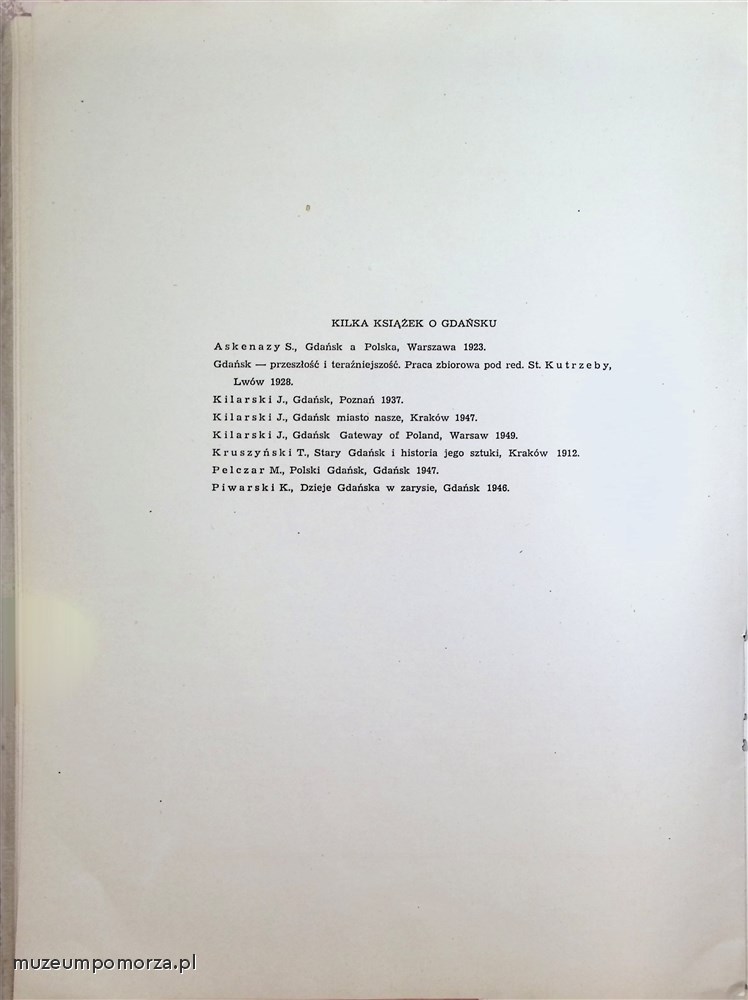 KILKA KSIĄŻEK O GDAŃSKU
Askenazy S., Gdańsk a Polska, Warszawa 1923.
Gdańsk — przeszłość i teraźniejszość. Praca zbiorowa pod red. St. Kutrzeby,
Lwów 1928.
Kilarski J., Gdańsk, Poznań 1937.
Kilarski J., Gdańsk miasto nasze, Kraków 1947.
Kilarski J., Gdańsk Gateway of Poland, Warsaw 1949.
Kruszyński T., Stary Gdańsk i historia jego sztuki, Kraków 1912.
Pelczar M., Polski Gdańsk, Gdańsk 1947.
Piwarski K., Dzieje Gdańska w zarysie, Gdańsk 1946.
muzeumpomorza.pl